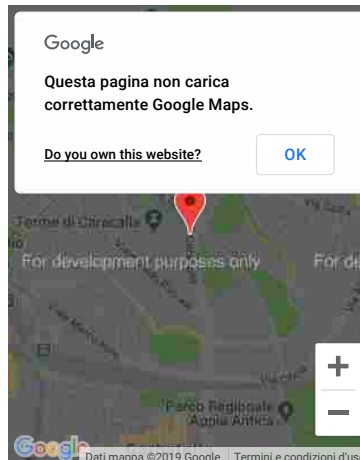 Google
Questa pagina non carica
correttamente Google Maps.
Do you own this website?
OK
Terme di Caracalla
For development purposes only
For de
Parco Regionale
Appia Antica
+
−
Google
Dati mappa ©2019 Google
Termini e condizioni d'us